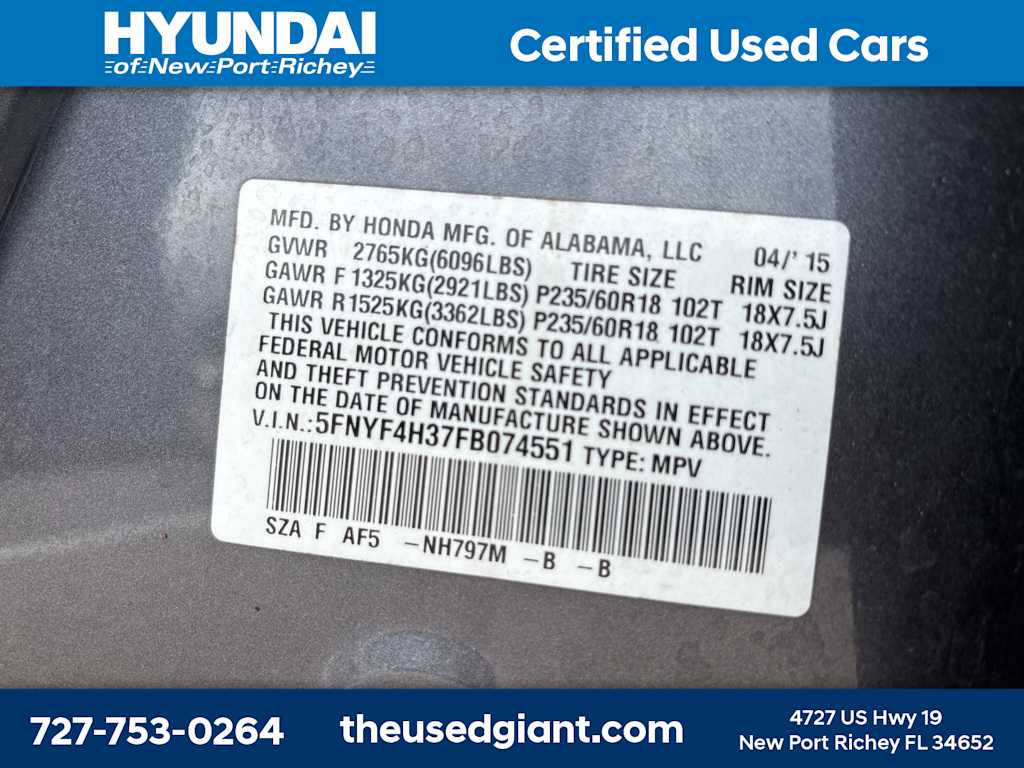 HYUNDAI
of New Port Richey
Certified Used Cars
MFD. BY HONDA MFG. OF ALABAMA, LLC 04/' 15
GVWR 2765KG(6096LBS) TIRE SIZE RIM SIZE
GAWR F 1325KG(2921LBS) P235/60R18 102T 18X7.5J
GAWR R1525KG(3362LBS) P235/60R18 102T 18X7.5J
THIS VEHICLE CONFORMS TO ALL APPLICABLE
FEDERAL MOTOR VEHICLE SAFETY
AND THEFT PREVENTION STANDARDS IN EFFECT
ON THE DATE OF MANUFACTURE SHOWN ABOVE.
V.I.N.:5FNYF4H37FB074551 TYPE: MPV
SZA F AF5 -NH797M -B -B
727-753-0264
theusedgiant.com
4727 US Hwy 19
New Port Richey FL 34652